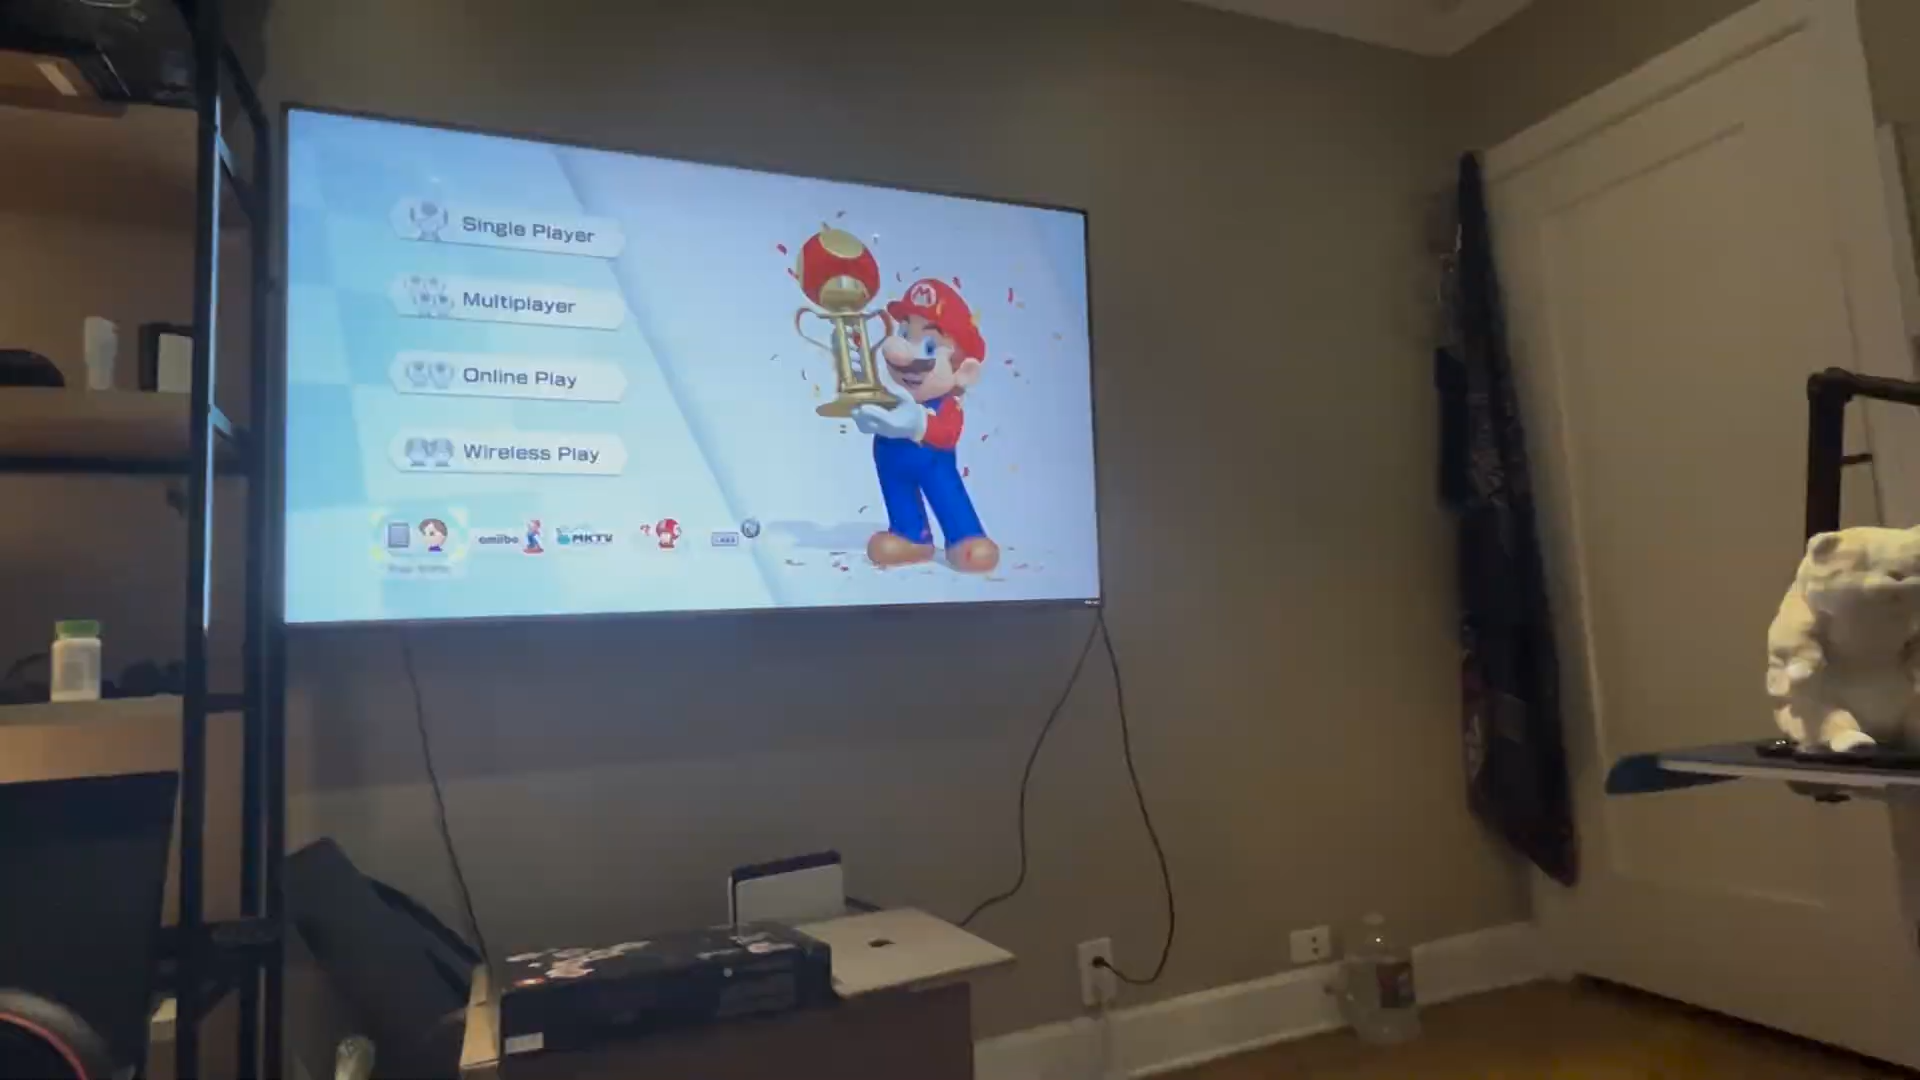 Single Player
Multiplayer
Online Play
Wireless Play
amiibo
MKTV
M